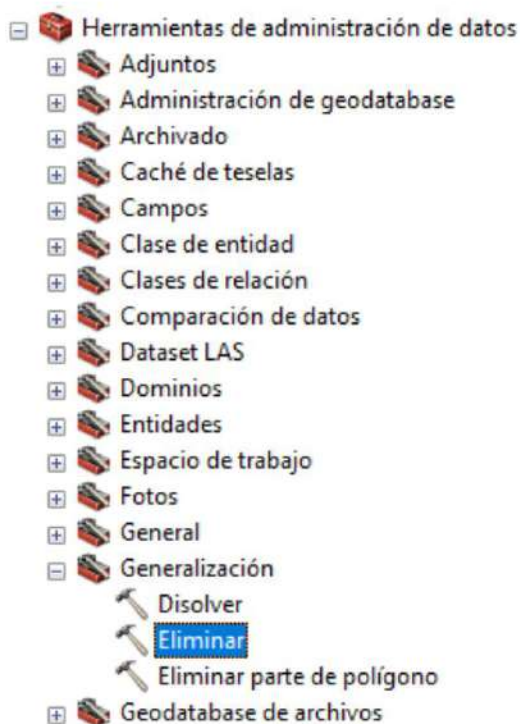 Herramientas de administración de datos
Adjuntos
Administración de geodatabase
Archivado
Caché de teselas
Campos
Clase de entidad
Clases de relación
Comparación de datos
Dataset LAS
Dominios
Entidades
Espacio de trabajo
Fotos
General
Generalización
Disolver
Eliminar
Eliminar parte de polígono
Geodatabase de archivos